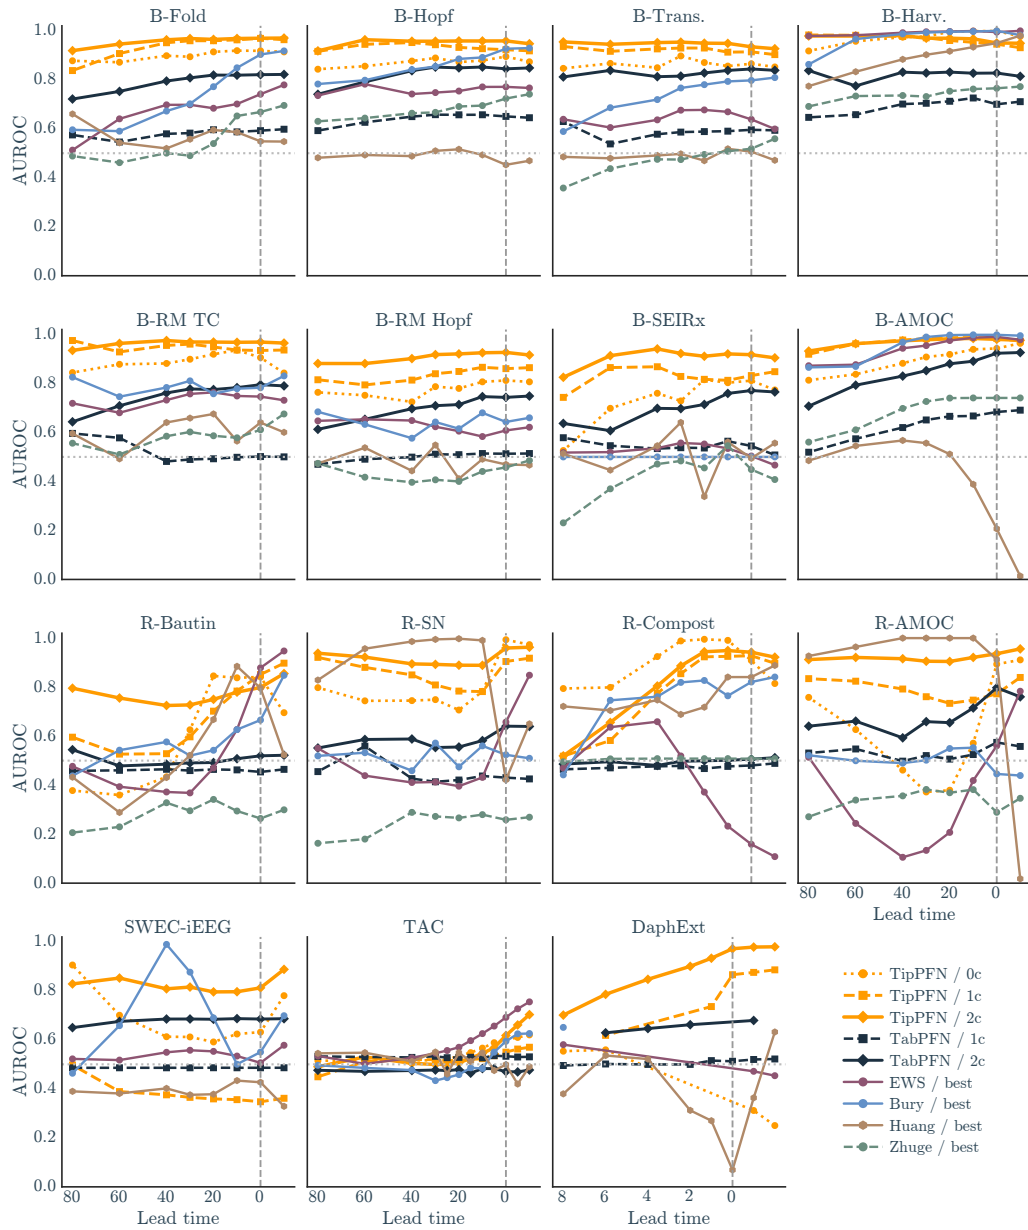 B-Fold
B-Hopf
B-Trans.
B-Harv.
AUROC
1.0
0.8
0.6
0.4
0.2
0.0
B-RM TC
B-RM Hopf
B-SEIRx
B-AMOC
AUROC
1.0
0.8
0.6
0.4
0.2
0.0
R-Bautin
R-SN
R-Compost
R-AMOC
AUROC
1.0
0.8
0.6
0.4
0.2
0.0
80 60 40 20 0
Lead time
SWEC-iEEG
TAC
DaphExt
AUROC
1.0
0.8
0.6
0.4
0.2
0.0
80 60 40 20 0
Lead time
80 60 40 20 0
Lead time
8 6 4 2 0
Lead time
TipPFN / 0c
TipPFN / 1c
TipPFN / 2c
TabPFN / 1c
TabPFN / 2c
EWS / best
Bury / best
Huang / best
Zhuge / best